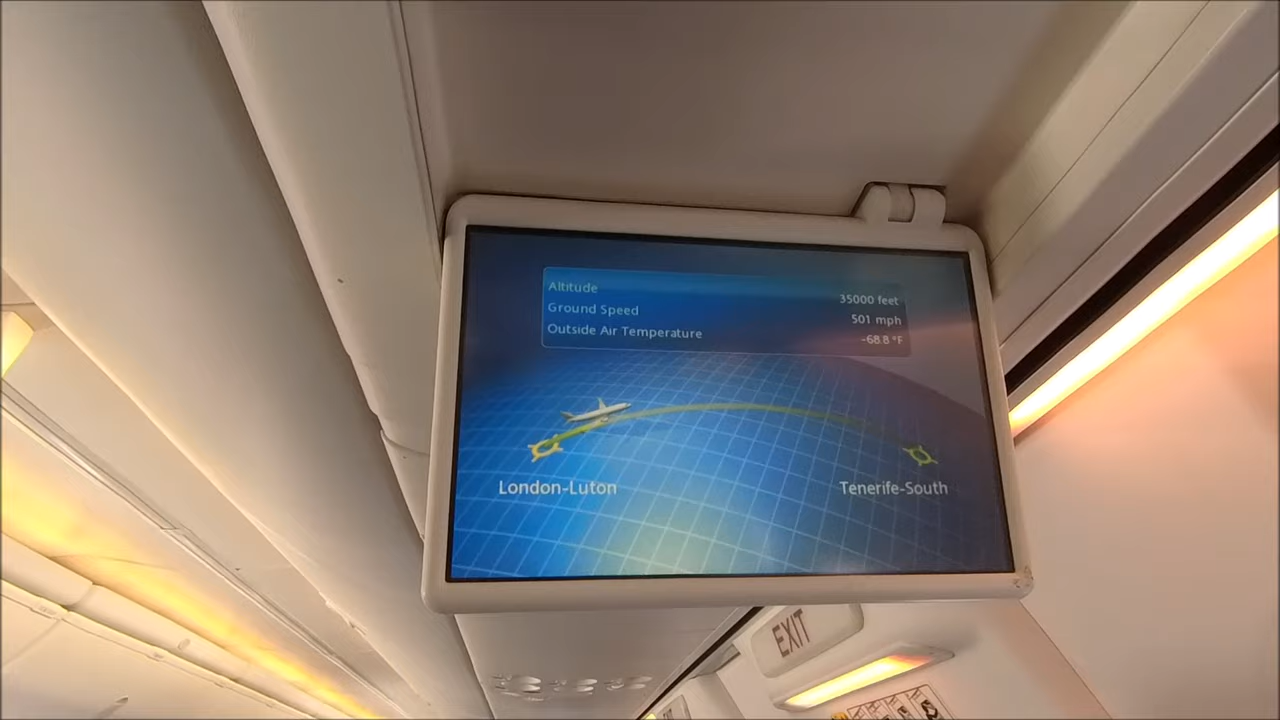 Altitude 35000 feet
Ground Speed 501 mph
Outside Air Temperature -68.8 °F
London-Luton Tenerife-South
EXIT